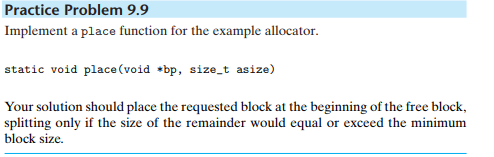 Practice Problem 9.9
Implement a place function for the example allocator.
static void place(void *bp, size_t asize)
Your solution should place the requested block at the beginning of the free block,
splitting only if the size of the remainder would equal or exceed the minimum
block size.